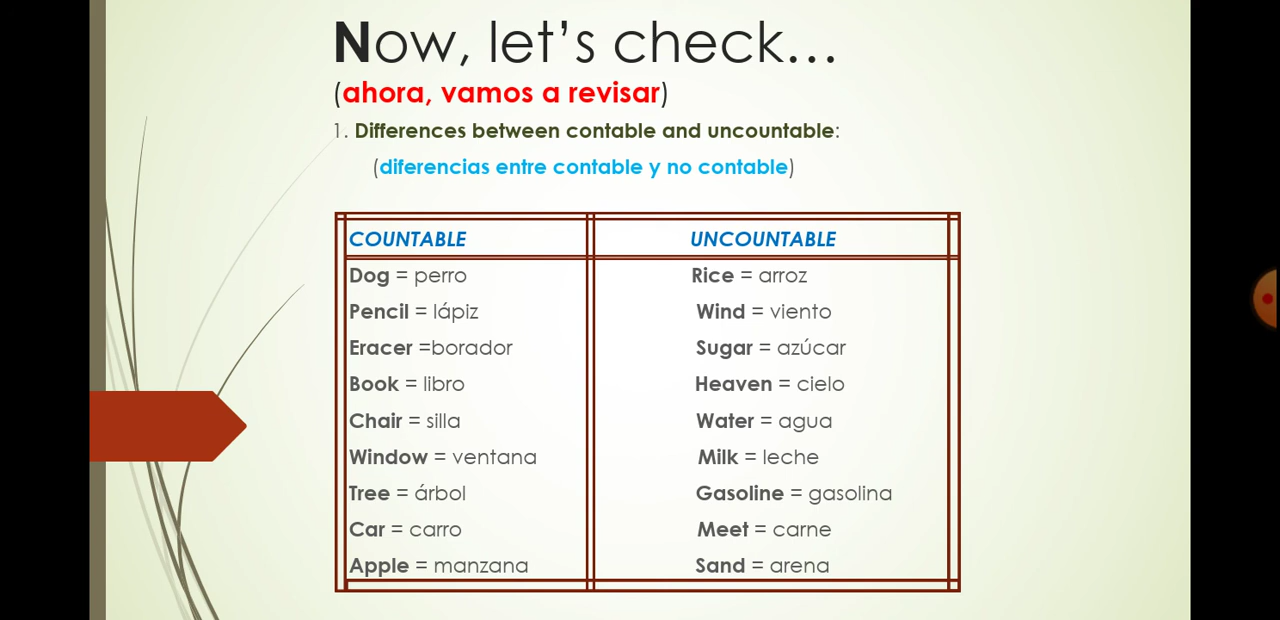 Now, let’s check…
(ahora, vamos a revisar)
1. Differences between contable and uncountable:
(diferencias entre contable y no contable)
COUNTABLE UNCOUNTABLE
Dog = perro Rice = arroz
Pencil = lápiz Wind = viento
Eracer =borador Sugar = azúcar
Book = libro Heaven = cielo
Chair = silla Water = agua
Window = ventana Milk = leche
Tree = árbol Gasoline = gasolina
Car = carro Meet = carne
Apple = manzana Sand = arena